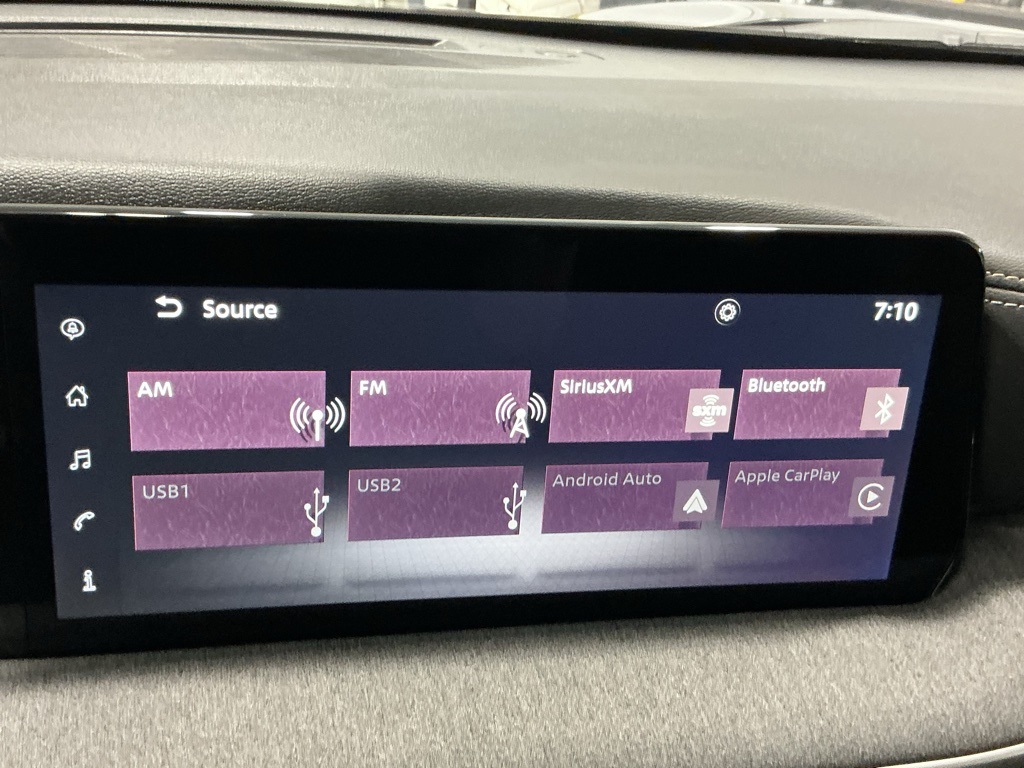 Source
7:10
AM
FM
SiriusXM
sxm
Bluetooth
USB1
USB2
Android Auto
Apple CarPlay